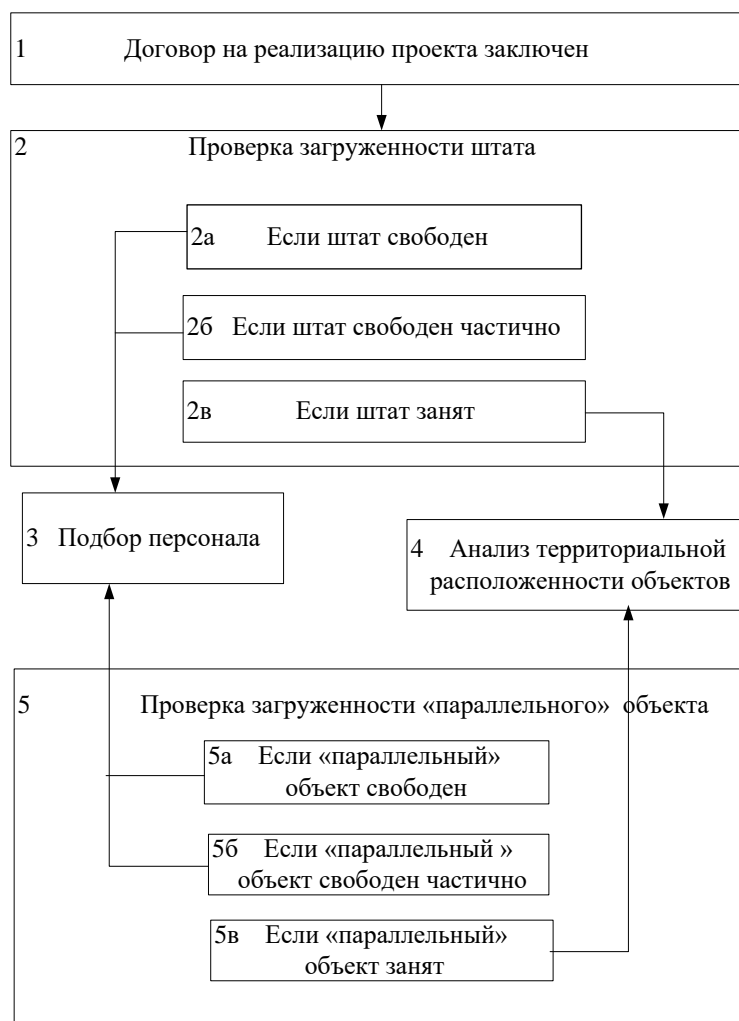 1 Договор на реализацию проекта заключен
2 Проверка загруженности штата
2а Если штат свободен
2б Если штат свободен частично
2в Если штат занят
3 Подбор персонала
4 Анализ территориальной
расположенности объектов
5 Проверка загруженности «параллельного» объекта
5а Если «параллельный»
объект свободен
5б Если «параллельный »
объект свободен частично
5в Если «параллельный»
объект занят